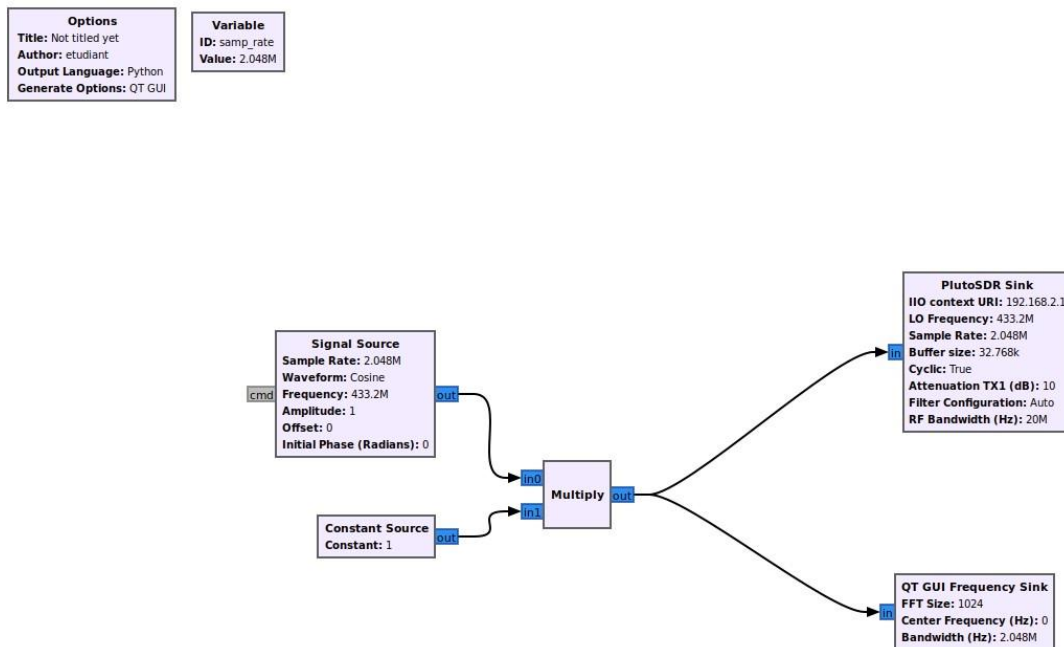 Options
Title: Not titled yet
Author: etudiant
Output Language: Python
Generate Options: QT GUI
Variable
ID: samp_rate
Value: 2.048M
PlutoSDR Sink
IIO context URI: 192.168.2.1
LO Frequency: 433.2M
Sample Rate: 2.048M
Buffer size: 32.768k
Cyclic: True
Attenuation TX1 (dB): 10
Filter Configuration: Auto
RF Bandwidth (Hz): 20M
in
Signal Source
Sample Rate: 2.048M
Waveform: Cosine
Frequency: 433.2M
Amplitude: 1
Offset: 0
Initial Phase (Radians): 0
cmd
out
in0
in1
Multiply
out
Constant Source
Constant: 1
out
QT GUI Frequency Sink
FFT Size: 1024
Center Frequency (Hz): 0
Bandwidth (Hz): 2.048M
in